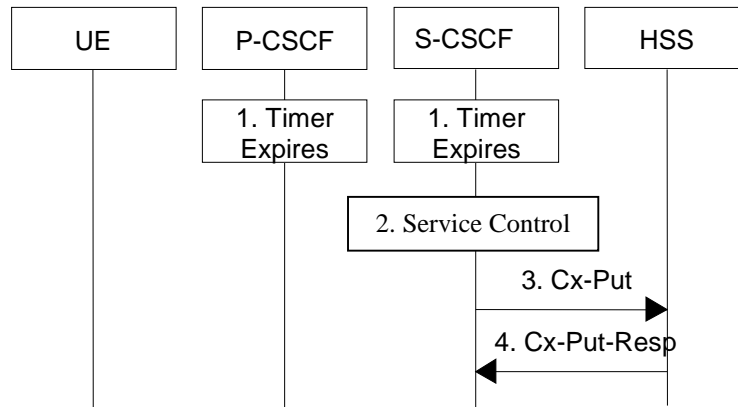 UE
P-CSCF
S-CSCF
HSS
1. Timer
Expires
1. Timer
Expires
2. Service Control
3. Cx-Put
4. Cx-Put-Resp